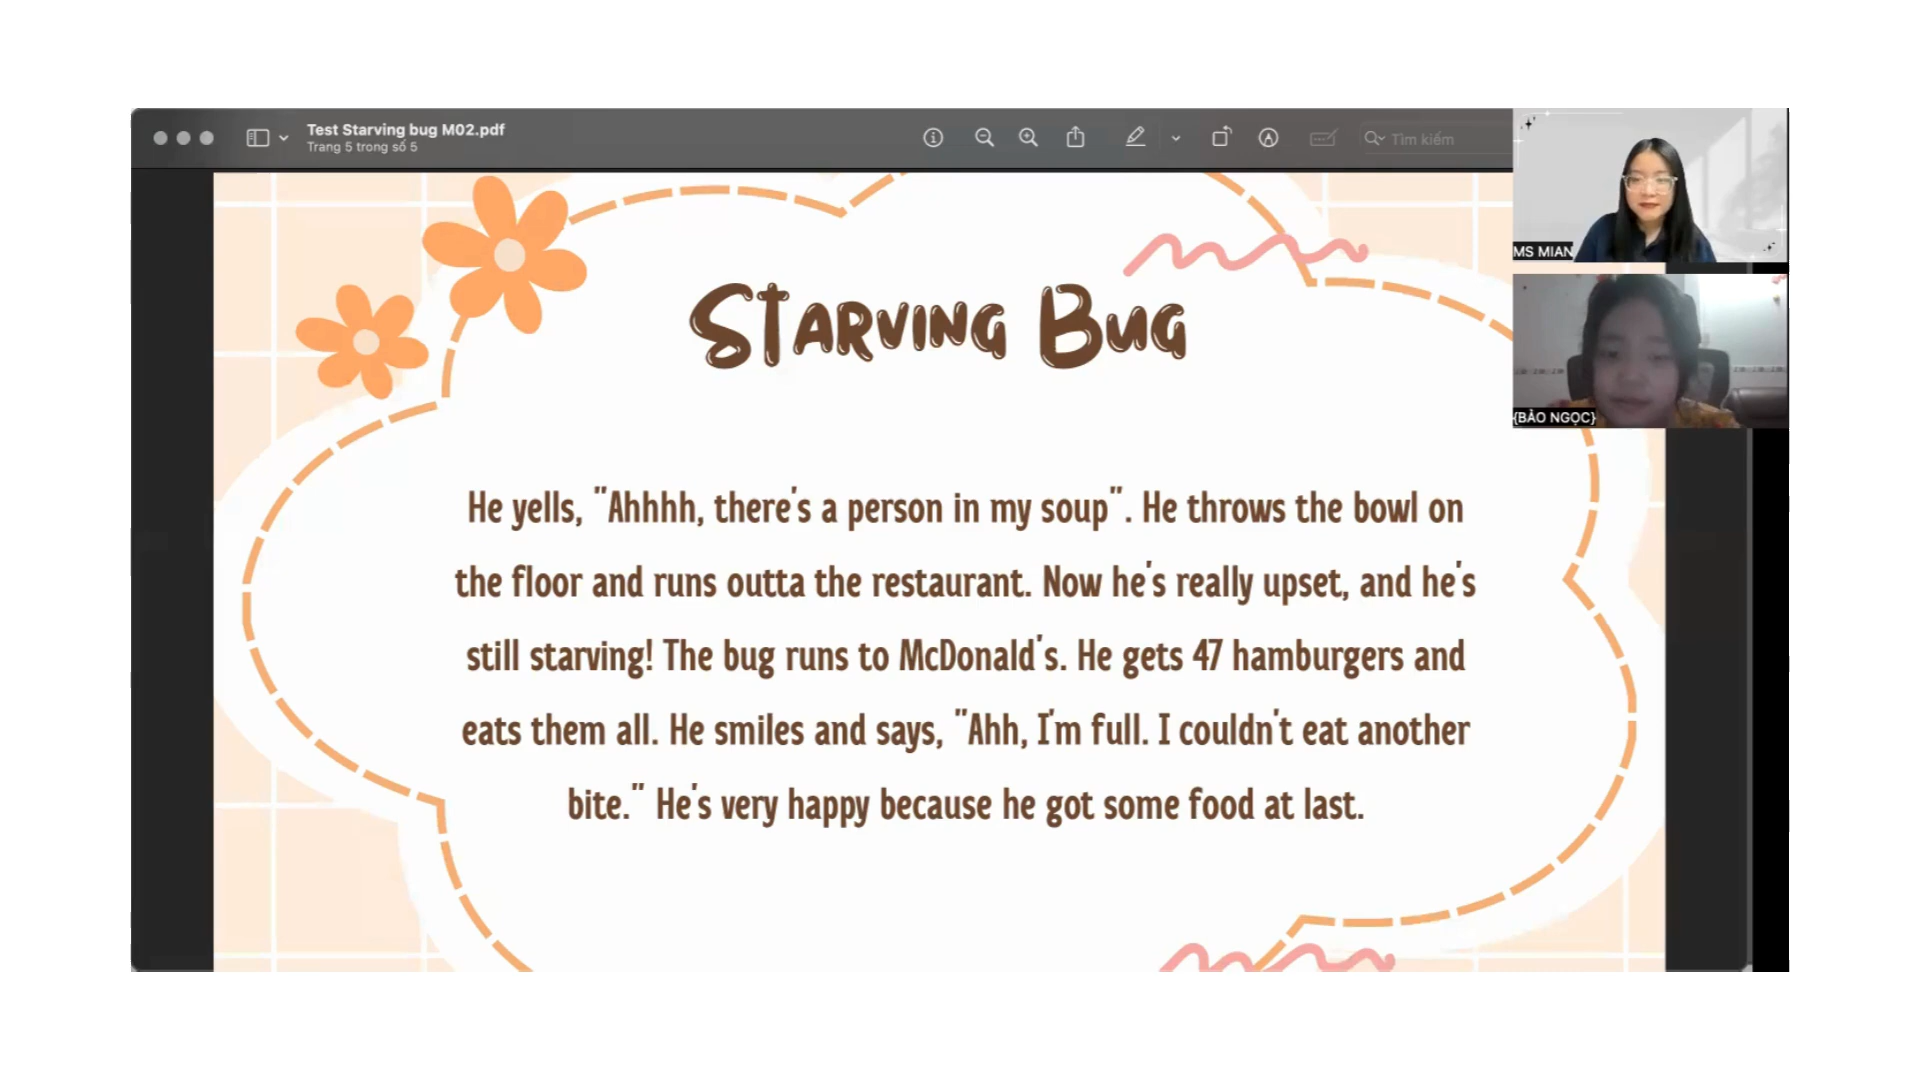 Test Starving bug M02.pdf
Trang 5 trong số 5
Tìm kiếm
MS MIAN
{BẢO NGỌC}
STARVING BUG
He yells, "Ahhhh, there's a person in my soup". He throws the bowl on
the floor and runs outta the restaurant. Now he's really upset, and he's
still starving! The bug runs to McDonald's. He gets 47 hamburgers and
eats them all. He smiles and says, "Ahh, I'm full. I couldn't eat another
bite." He's very happy because he got some food at last.